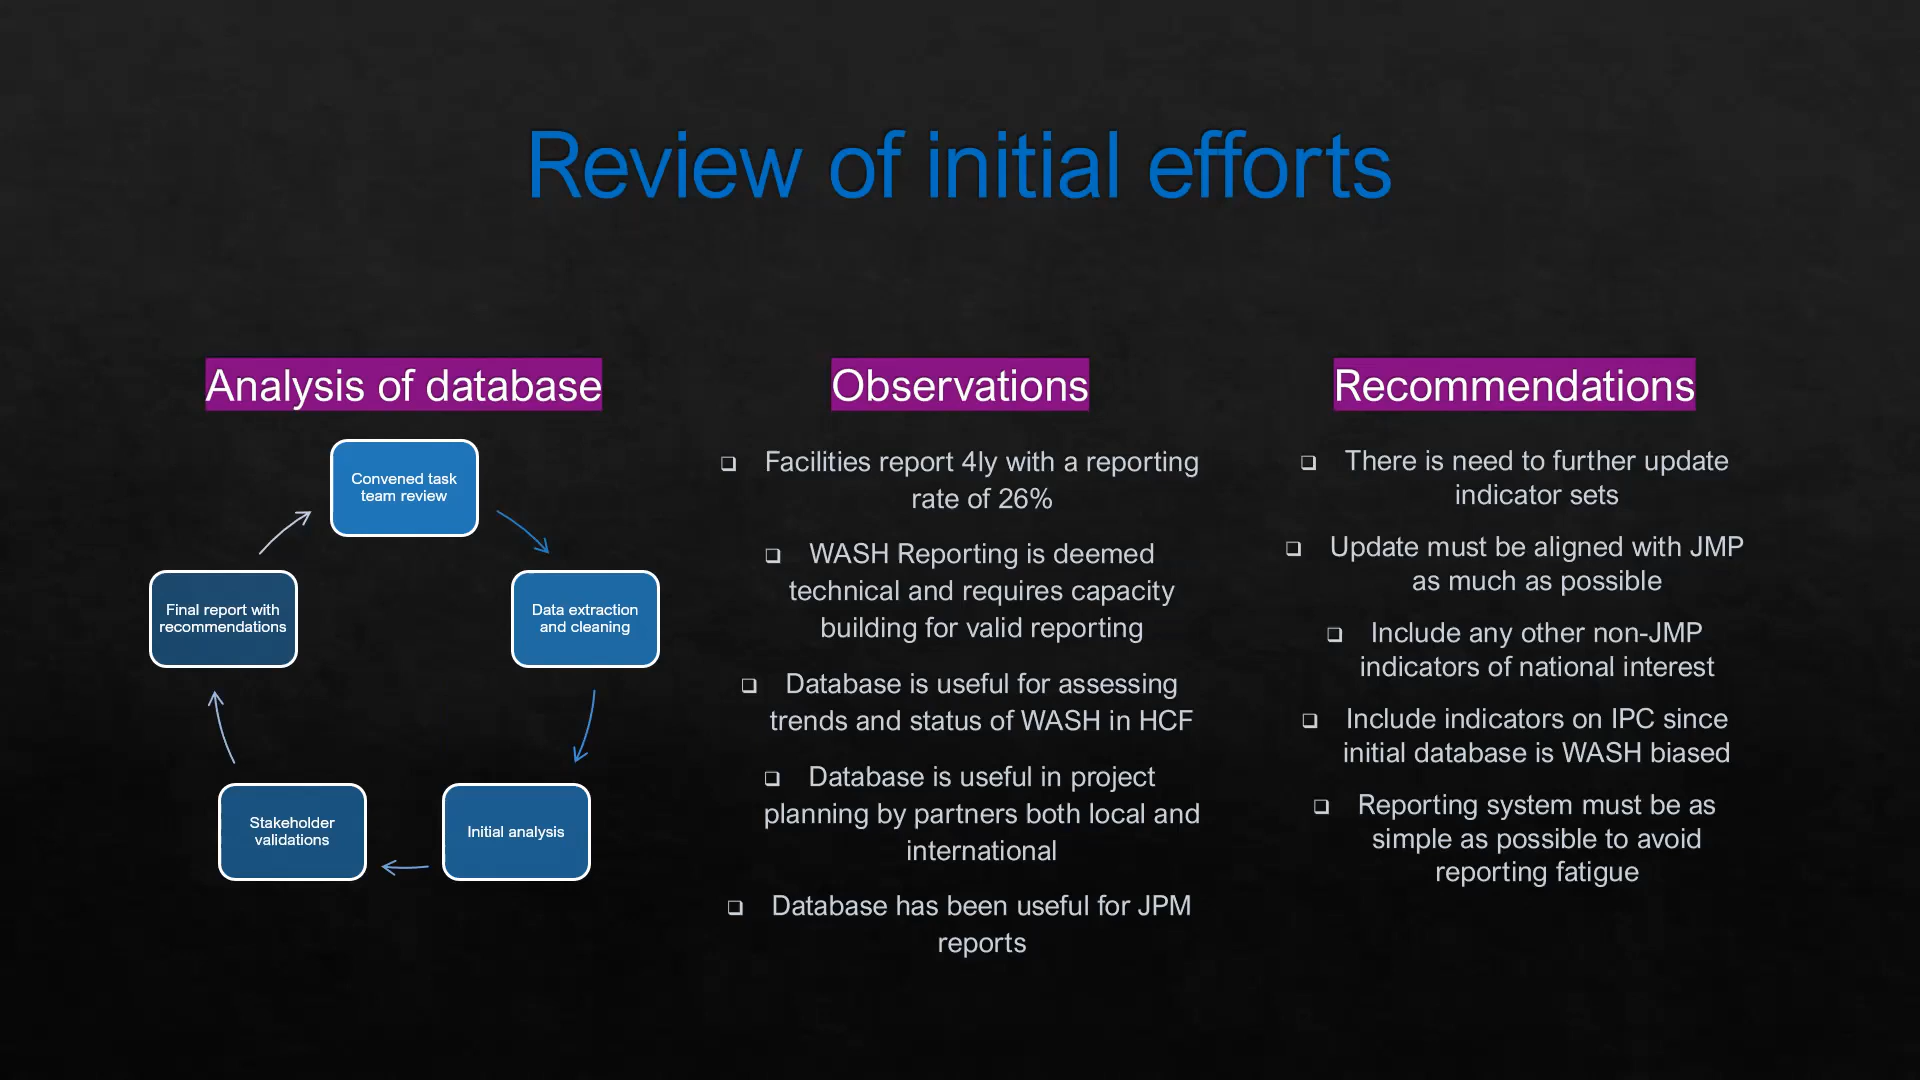 Review of initial efforts
Analysis of database
Convened task
team review
Data extraction
and cleaning
Initial analysis
Stakeholder
validations
Final report with
recommendations
Observations
❑ Facilities report 4ly with a reporting
rate of 26%
❑ WASH Reporting is deemed
technical and requires capacity
building for valid reporting
❑ Database is useful for assessing
trends and status of WASH in HCF
❑ Database is useful in project
planning by partners both local and
international
❑ Database has been useful for JPM
reports
Recommendations
❑ There is need to further update
indicator sets
❑ Update must be aligned with JMP
as much as possible
❑ Include any other non-JMP
indicators of national interest
❑ Include indicators on IPC since
initial database is WASH biased
❑ Reporting system must be as
simple as possible to avoid
reporting fatigue